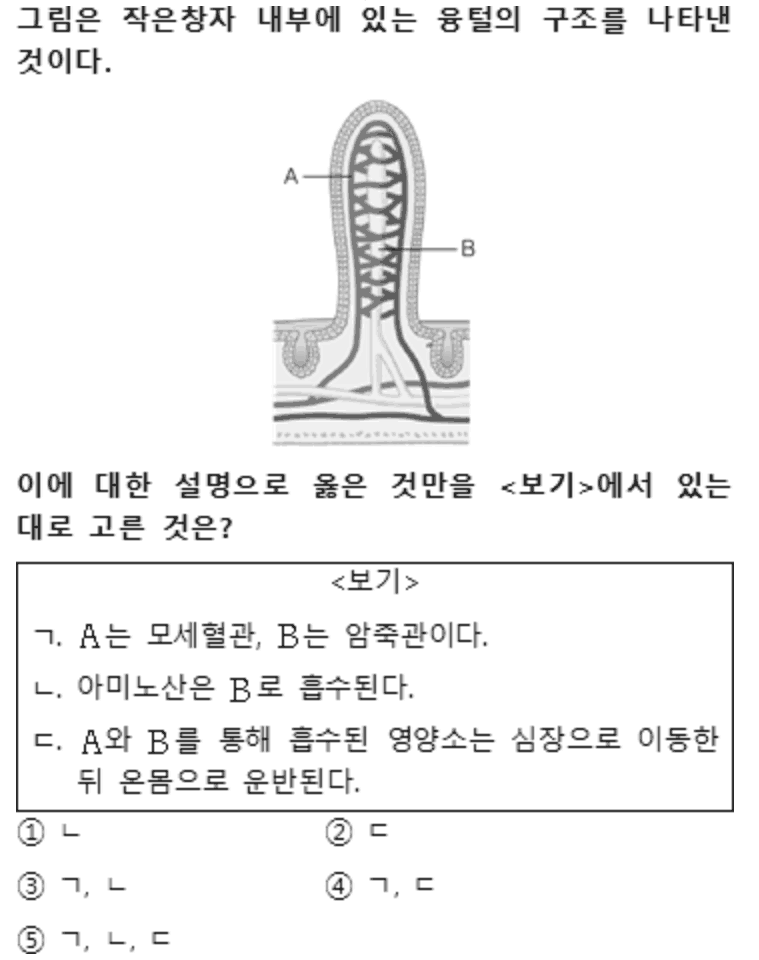 그림은 작은창자 내부에 있는 융털의 구조를 나타낸
것이다.
A
B
이에 대한 설명으로 옳은 것만을 <보기>에서 있는
대로 고른 것은?
<보기>
ㄱ. A는 모세혈관, B는 암죽관이다.
ㄴ. 아미노산은 B로 흡수된다.
ㄷ. A와 B를 통해 흡수된 영양소는 심장으로 이동한
뒤 온몸으로 운반된다.
① ㄴ ② ㄷ
③ ㄱ, ㄴ ④ ㄱ, ㄷ
⑤ ㄱ, ㄴ, ㄷ